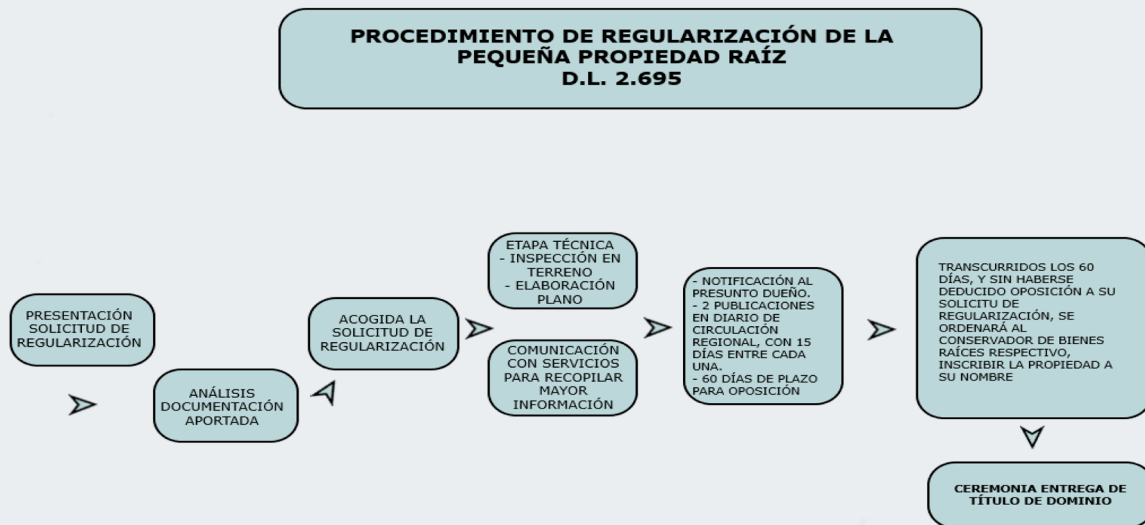 PROCEDIMIENTO DE REGULARIZACIÓN DE LA
PEQUEÑA PROPIEDAD RAÍZ
D.L. 2.695
PRESENTACIÓN
SOLICITUD DE
REGULARIZACIÓN
ANÁLISIS
DOCUMENTACIÓN
APORTADA
ACOGIDA LA
SOLICITUD DE
REGULARIZACIÓN
ETAPA TÉCNICA
- INSPECCIÓN EN
TERRENO
- ELABORACIÓN
PLANO
COMUNICACIÓN
CON SERVICIOS
PARA RECOPILAR
MAYOR
INFORMACIÓN
- NOTIFICACIÓN AL
PRESUNTO DUEÑO.
- 2 PUBLICACIONES
EN DIARIO DE
CIRCULACIÓN
REGIONAL, CON 15
DÍAS ENTRE CADA
UNA.
- 60 DÍAS DE PLAZO
PARA OPOSICIÓN
TRANSCURRIDOS LOS 60
DÍAS, Y SIN HABERSE
DEDUCIDO OPOSICIÓN A SU
SOLICITU DE
REGULARIZACIÓN, SE
ORDENARÁ AL
CONSERVADOR DE BIENES
RAÍCES RESPECTIVO,
INSCRIBIR LA PROPIEDAD A
SU NOMBRE
CEREMONIA ENTREGA DE
TÍTULO DE DOMINIO